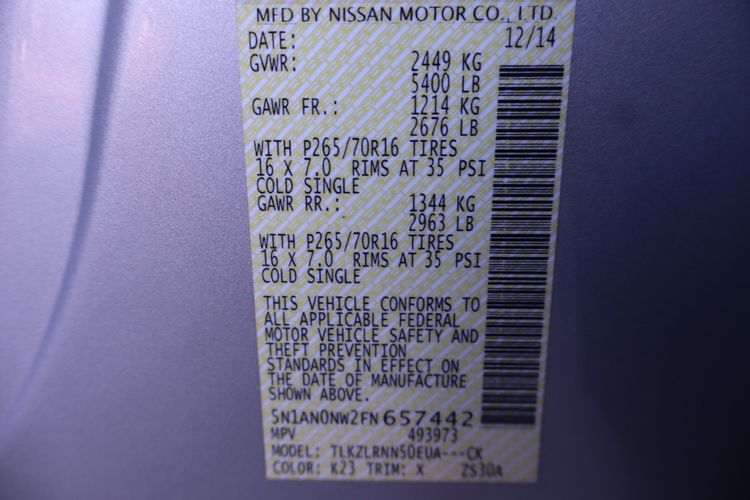 MFD BY NISSAN MOTOR CO., LTD.
DATE: 12/14
GVWR: 2449 KG
5400 LB
GAWR FR.: 1214 KG
2676 LB
WITH P265/70R16 TIRES
16 X 7.0 RIMS AT 35 PSI
COLD SINGLE
GAWR RR.: 1344 KG
2963 LB
WITH P265/70R16 TIRES
16 X 7.0 RIMS AT 35 PSI
COLD SINGLE
THIS VEHICLE CONFORMS TO
ALL APPLICABLE FEDERAL
MOTOR VEHICLE SAFETY AND
THEFT PREVENTION
STANDARDS IN EFFECT ON
THE DATE OF MANUFACTURE
SHOWN ABOVE.
5N1AN0NW2FN657442
MPV 493973
MODEL: TLKZLRNN50EUA---CK
COLOR: K23 TRIM: X ZS30A